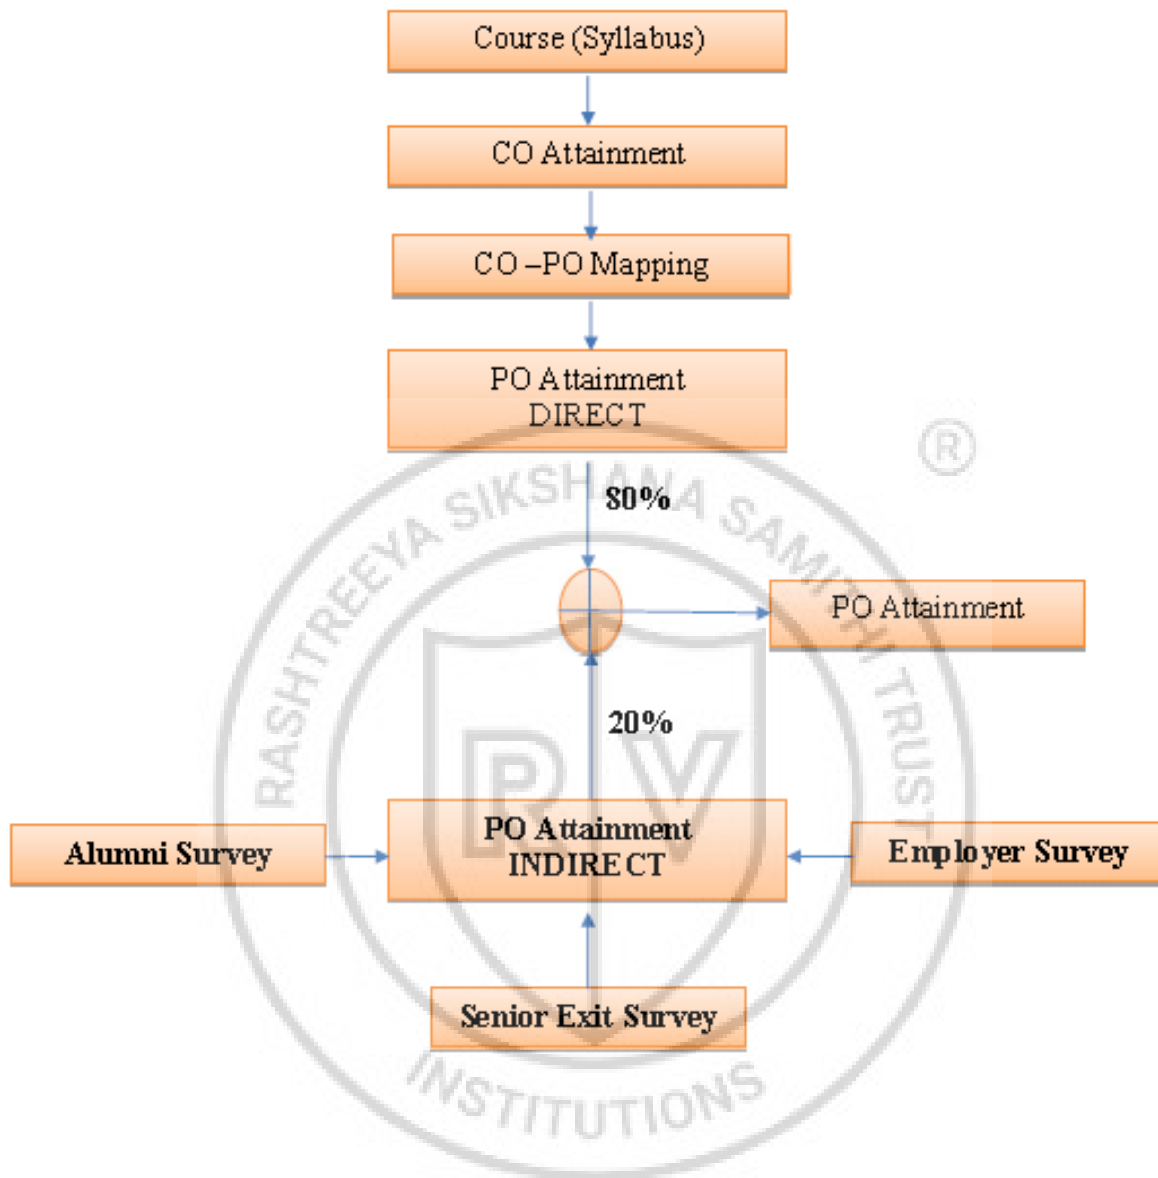 Course (Syllabus)
CO Attainment
CO –PO Mapping
PO Attainment
DIRECT
®
RASHTREEYA SIKSHANA SAMITHI TRUST
80%
PO Attainment
20%
R V
PO Attainment
INDIRECT
Alumni Survey
Employer Survey
Senior Exit Survey
INSTITUTIONS